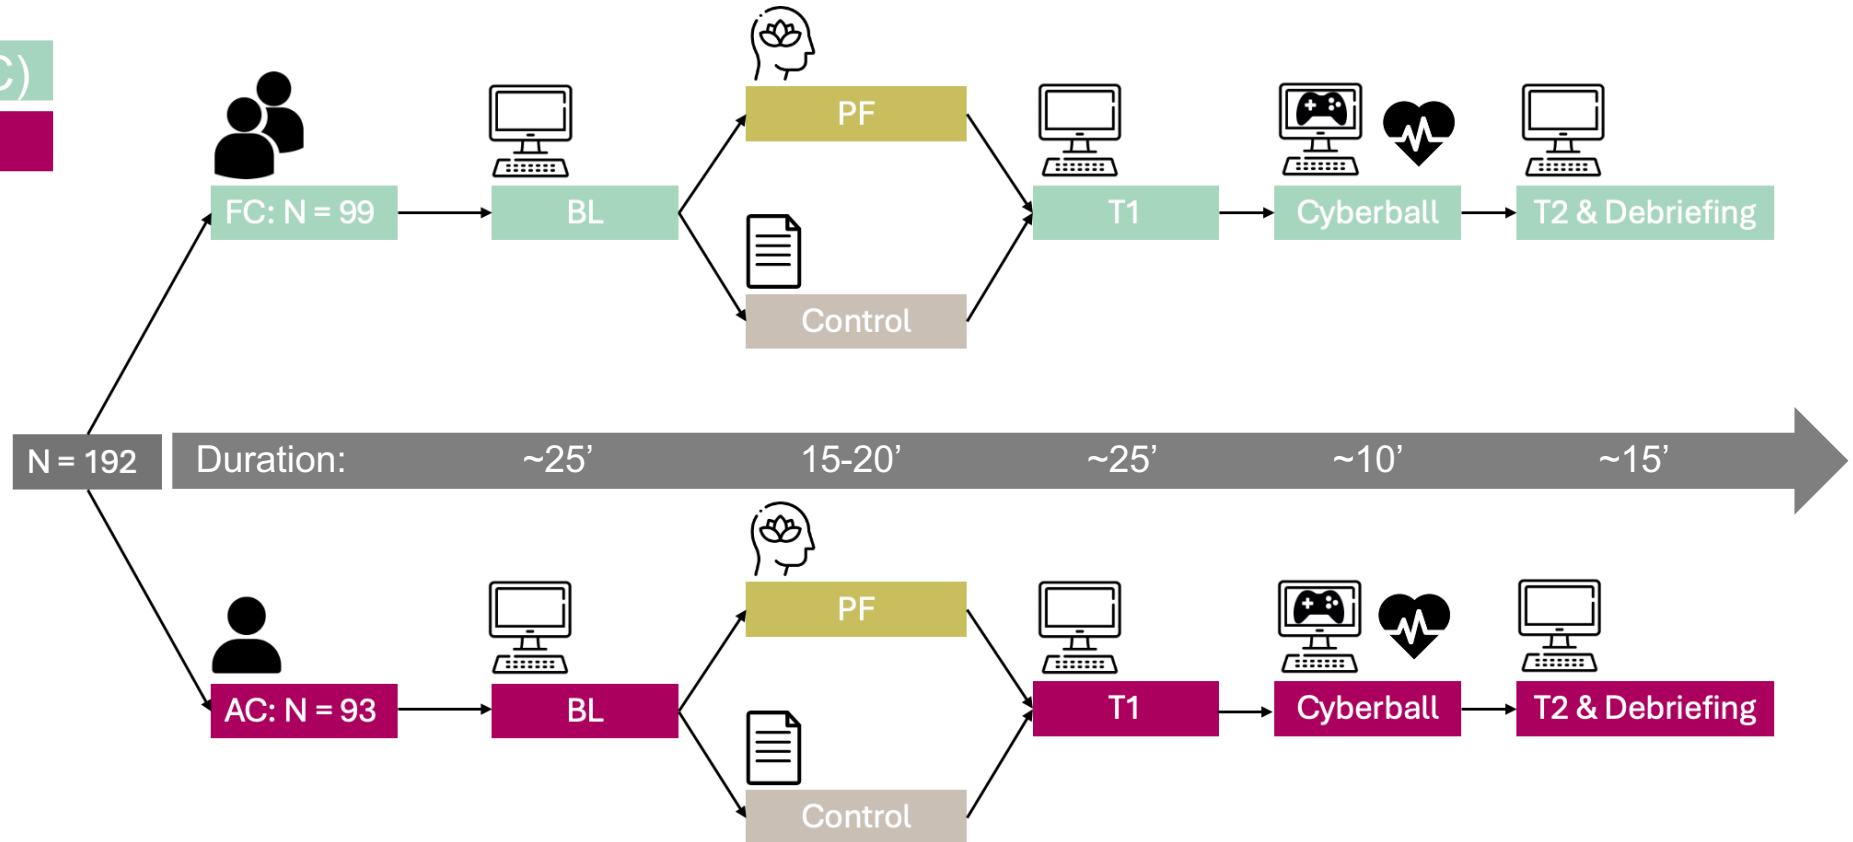 C)
PF
FC: N = 99
BL
T1
Cyberball
T2 & Debriefing
Control
N = 192
Duration:
~25’
15-20’
~25’
~10’
~15’
PF
AC: N = 93
BL
T1
Cyberball
T2 & Debriefing
Control